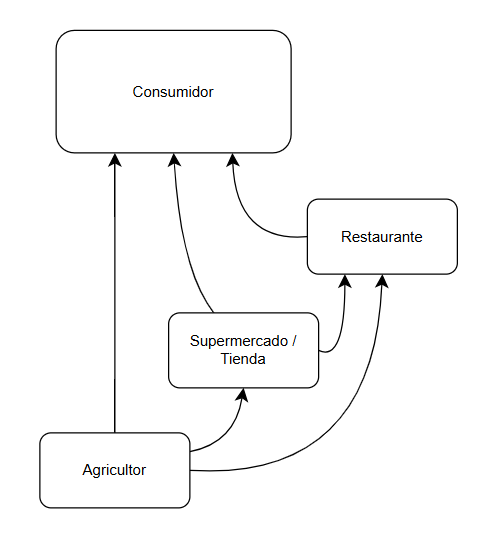 Consumidor
Restaurante
Supermercado /
Tienda
Agricultor